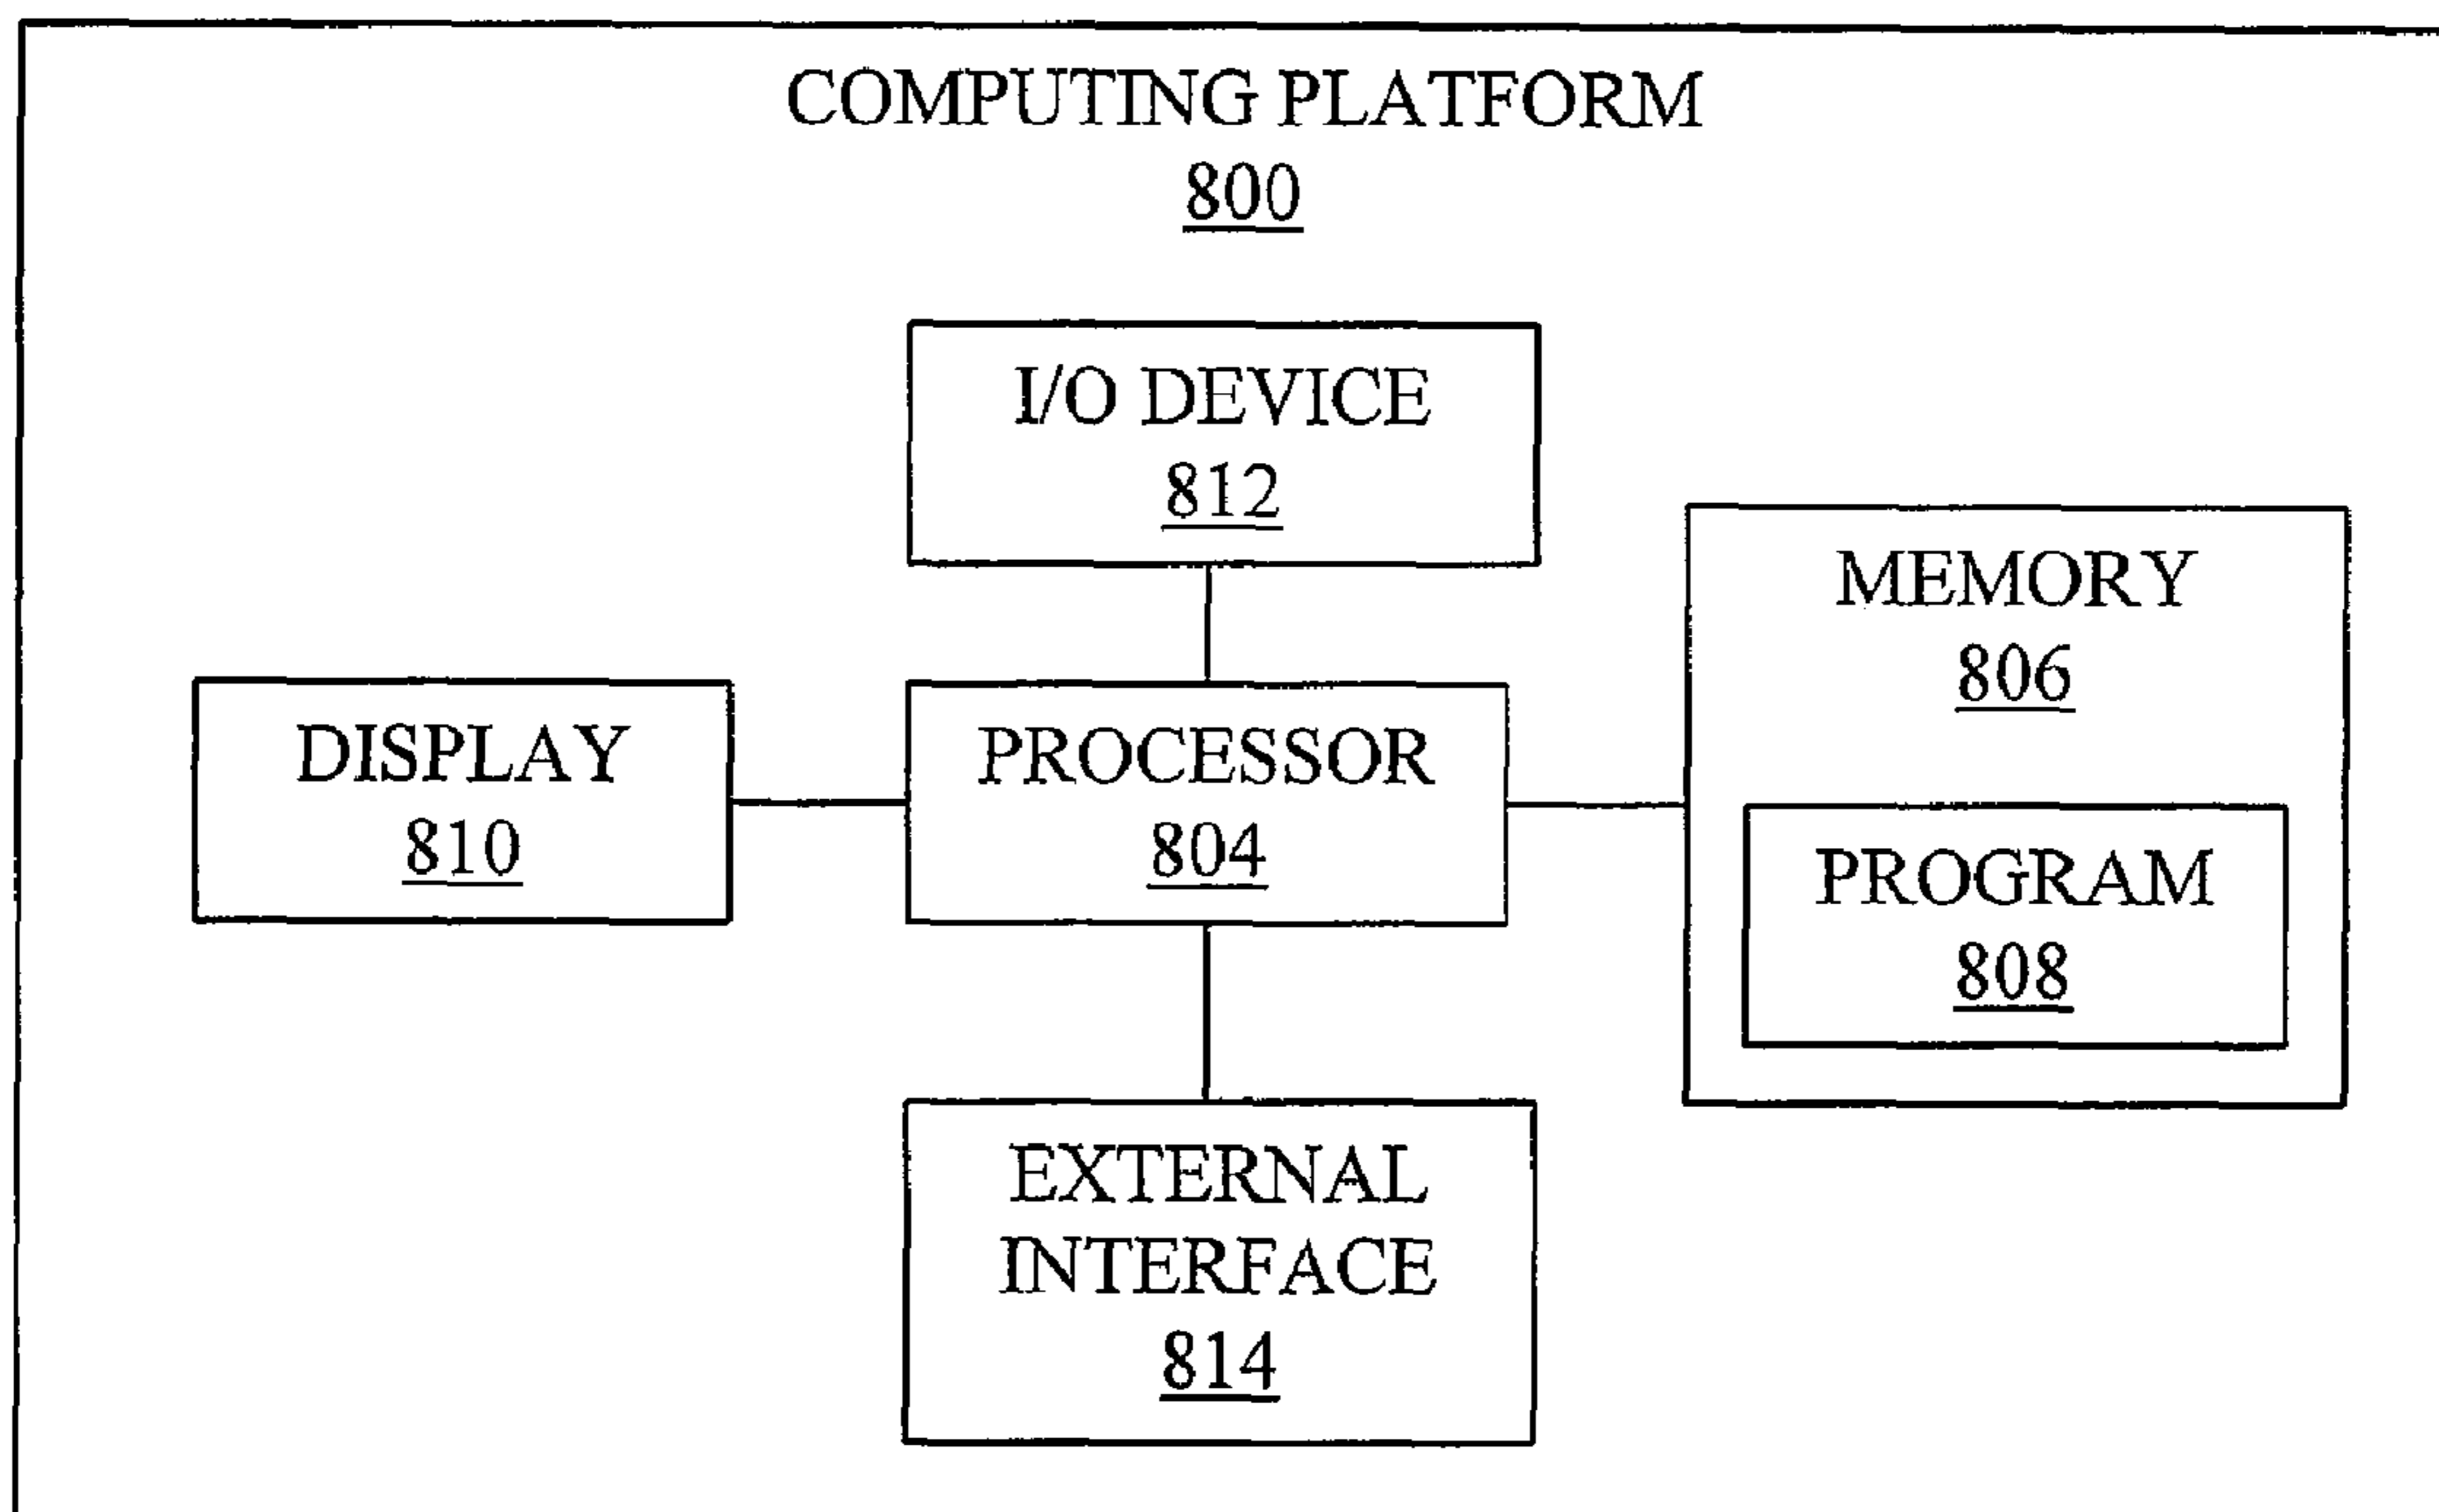 COMPUTING PLATFORM
800
I/O DEVICE
812
MEMORY
806
DISPLAY
810
PROCESSOR
804
PROGRAM
808
EXTERNAL
INTERFACE
814